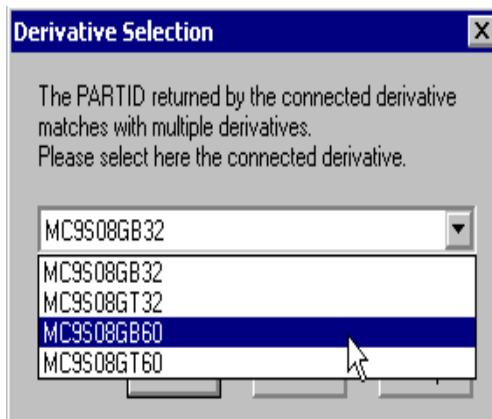 Derivative Selection
The PARTID returned by the connected derivative
matches with multiple derivatives.
Please select here the connected derivative.
MC9S08GB32
MC9S08GB32
MC9S08GT32
MC9S08GB60
MC9S08GT60